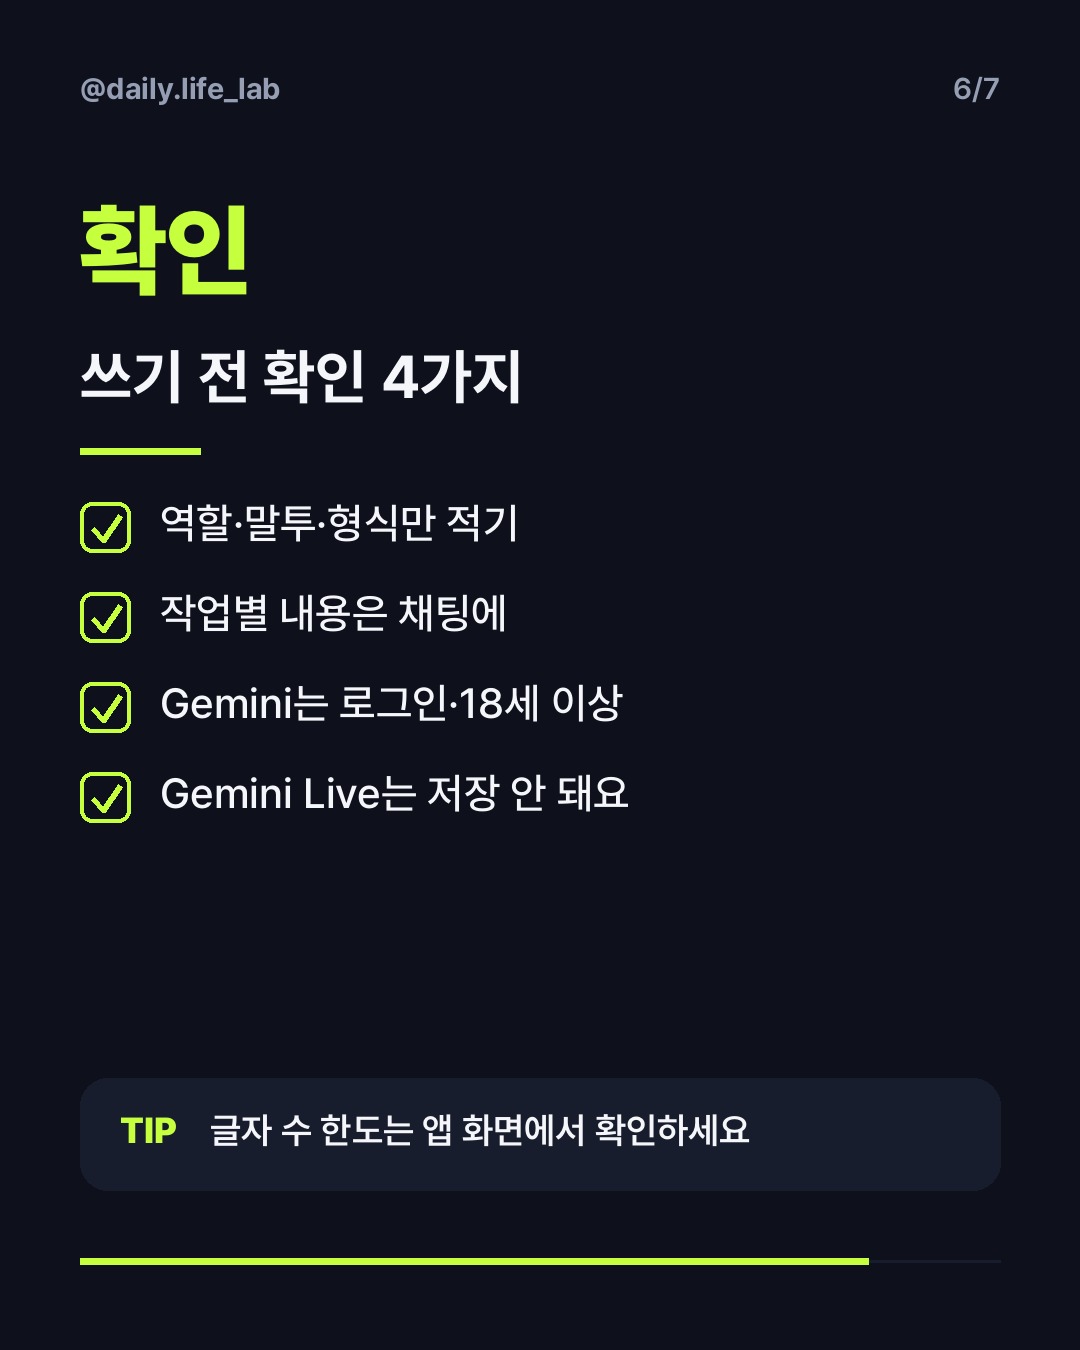 @daily.life_lab
6/7
확인
쓰기 전 확인 4가지
역할·말투·형식만 적기
작업별 내용은 채팅에
Gemini는 로그인·18세 이상
Gemini Live는 저장 안 돼요
TIP 글자 수 한도는 앱 화면에서 확인하세요